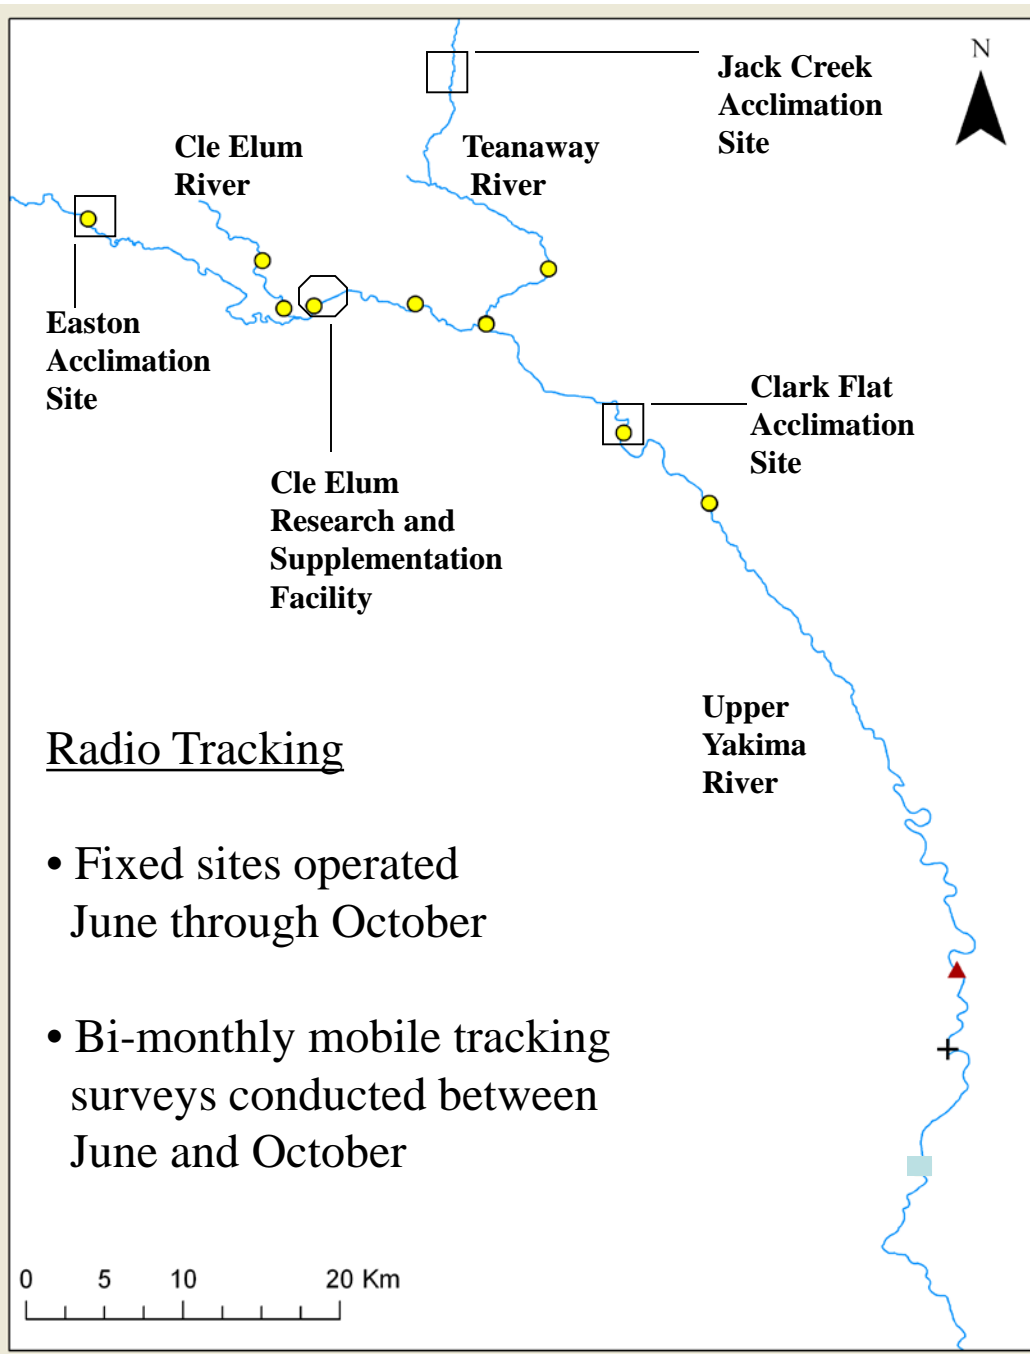 N
Jack Creek
Acclimation
Site
Cle Elum
River
Teanaway
River
Easton
Acclimation
Site
Clark Flat
Acclimation
Site
Cle Elum
Research and
Supplementation
Facility
Upper
Yakima
River
Radio Tracking
• Fixed sites operated
June through October
• Bi-monthly mobile tracking
surveys conducted between
June and October
0 5 10 20 Km